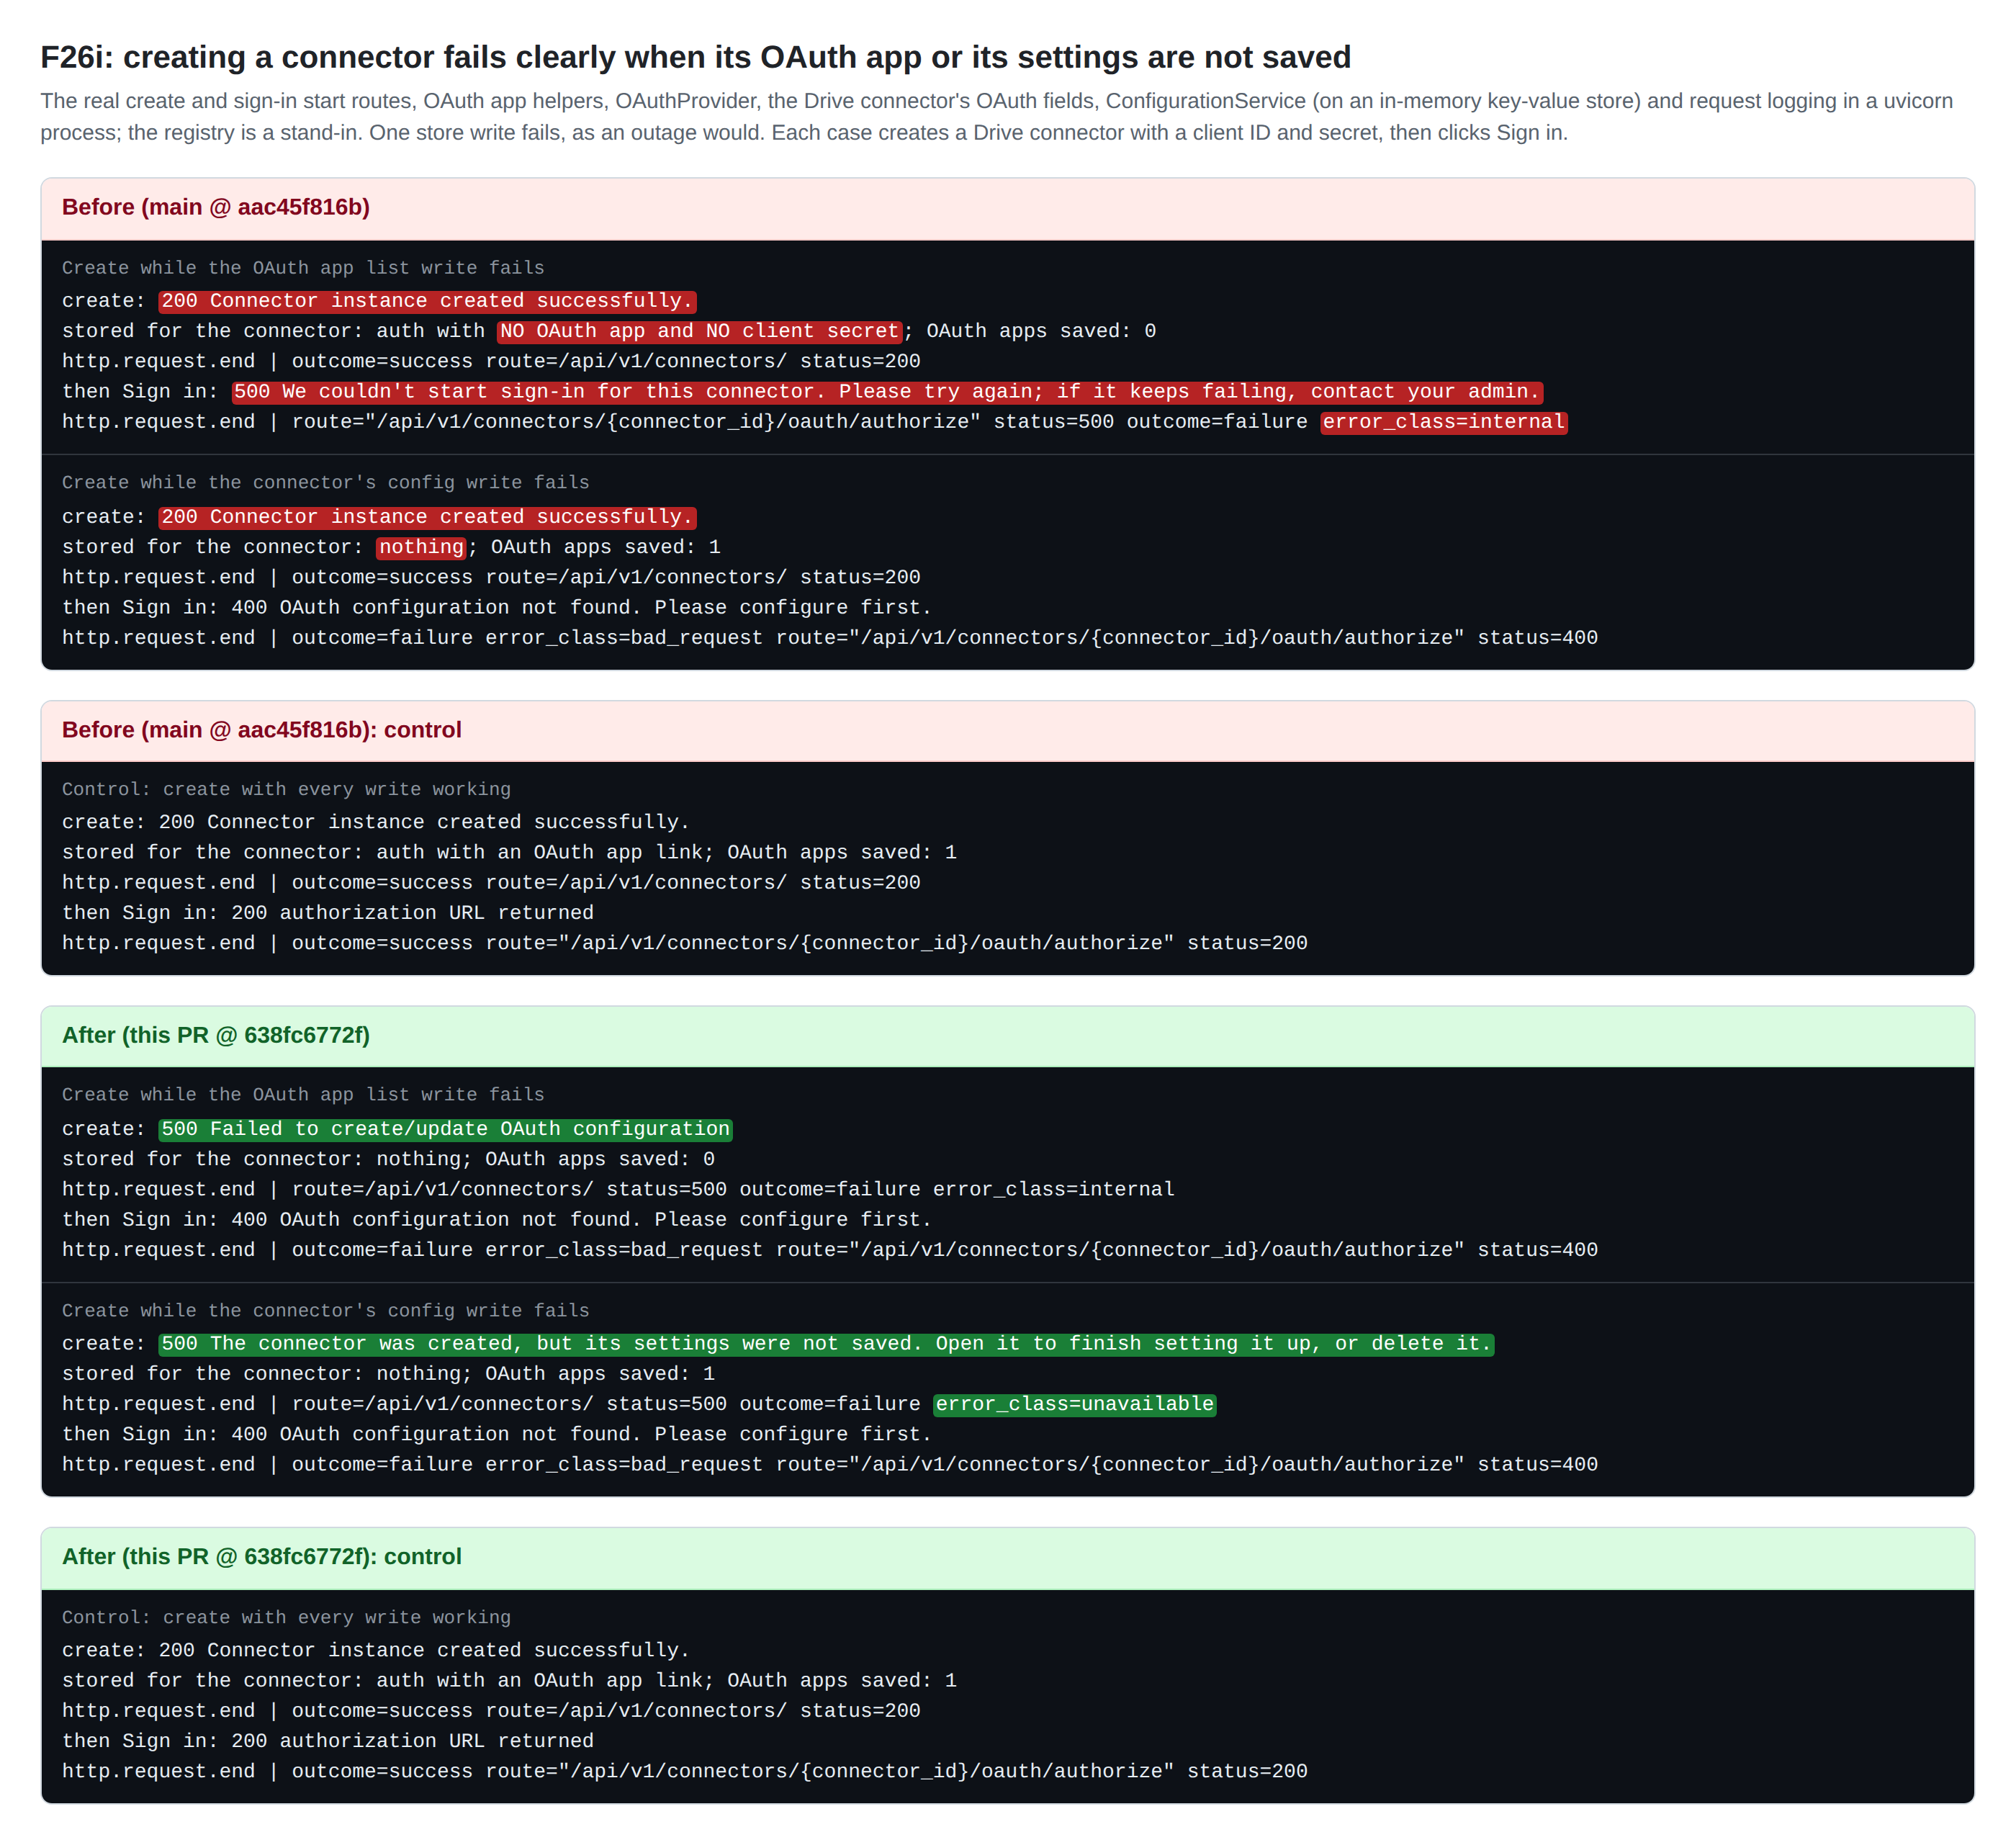 F26i: creating a connector fails clearly when its OAuth app or its settings are not saved
The real create and sign-in start routes, OAuth app helpers, OAuthProvider, the Drive connector's OAuth fields, ConfigurationService (on an in-memory key-value store) and request logging in a uvicorn
process; the registry is a stand-in. One store write fails, as an outage would. Each case creates a Drive connector with a client ID and secret, then clicks Sign in.
Before (main @ aac45f816b)
Create while the OAuth app list write fails
create: 200 Connector instance created successfully.
stored for the connector: auth with NO OAuth app and NO client secret; OAuth apps saved: 0
http.request.end | outcome=success route=/api/v1/connectors/ status=200
then Sign in: 500 We couldn't start sign-in for this connector. Please try again; if it keeps failing, contact your admin.
http.request.end | route="/api/v1/connectors/{connector_id}/oauth/authorize" status=500 outcome=failure error_class=internal
Create while the connector's config write fails
create: 200 Connector instance created successfully.
stored for the connector: nothing; OAuth apps saved: 1
http.request.end | outcome=success route=/api/v1/connectors/ status=200
then Sign in: 400 OAuth configuration not found. Please configure first.
http.request.end | outcome=failure error_class=bad_request route="/api/v1/connectors/{connector_id}/oauth/authorize" status=400
Before (main @ aac45f816b): control
Control: create with every write working
create: 200 Connector instance created successfully.
stored for the connector: auth with an OAuth app link; OAuth apps saved: 1
http.request.end | outcome=success route=/api/v1/connectors/ status=200
then Sign in: 200 authorization URL returned
http.request.end | outcome=success route="/api/v1/connectors/{connector_id}/oauth/authorize" status=200
After (this PR @ 638fc6772f)
Create while the OAuth app list write fails
create: 500 Failed to create/update OAuth configuration
stored for the connector: nothing; OAuth apps saved: 0
http.request.end | route=/api/v1/connectors/ status=500 outcome=failure error_class=internal
then Sign in: 400 OAuth configuration not found. Please configure first.
http.request.end | outcome=failure error_class=bad_request route="/api/v1/connectors/{connector_id}/oauth/authorize" status=400
Create while the connector's config write fails
create: 500 The connector was created, but its settings were not saved. Open it to finish setting it up, or delete it.
stored for the connector: nothing; OAuth apps saved: 1
http.request.end | route=/api/v1/connectors/ status=500 outcome=failure error_class=unavailable
then Sign in: 400 OAuth configuration not found. Please configure first.
http.request.end | outcome=failure error_class=bad_request route="/api/v1/connectors/{connector_id}/oauth/authorize" status=400
After (this PR @ 638fc6772f): control
Control: create with every write working
create: 200 Connector instance created successfully.
stored for the connector: auth with an OAuth app link; OAuth apps saved: 1
http.request.end | outcome=success route=/api/v1/connectors/ status=200
then Sign in: 200 authorization URL returned
http.request.end | outcome=success route="/api/v1/connectors/{connector_id}/oauth/authorize" status=200